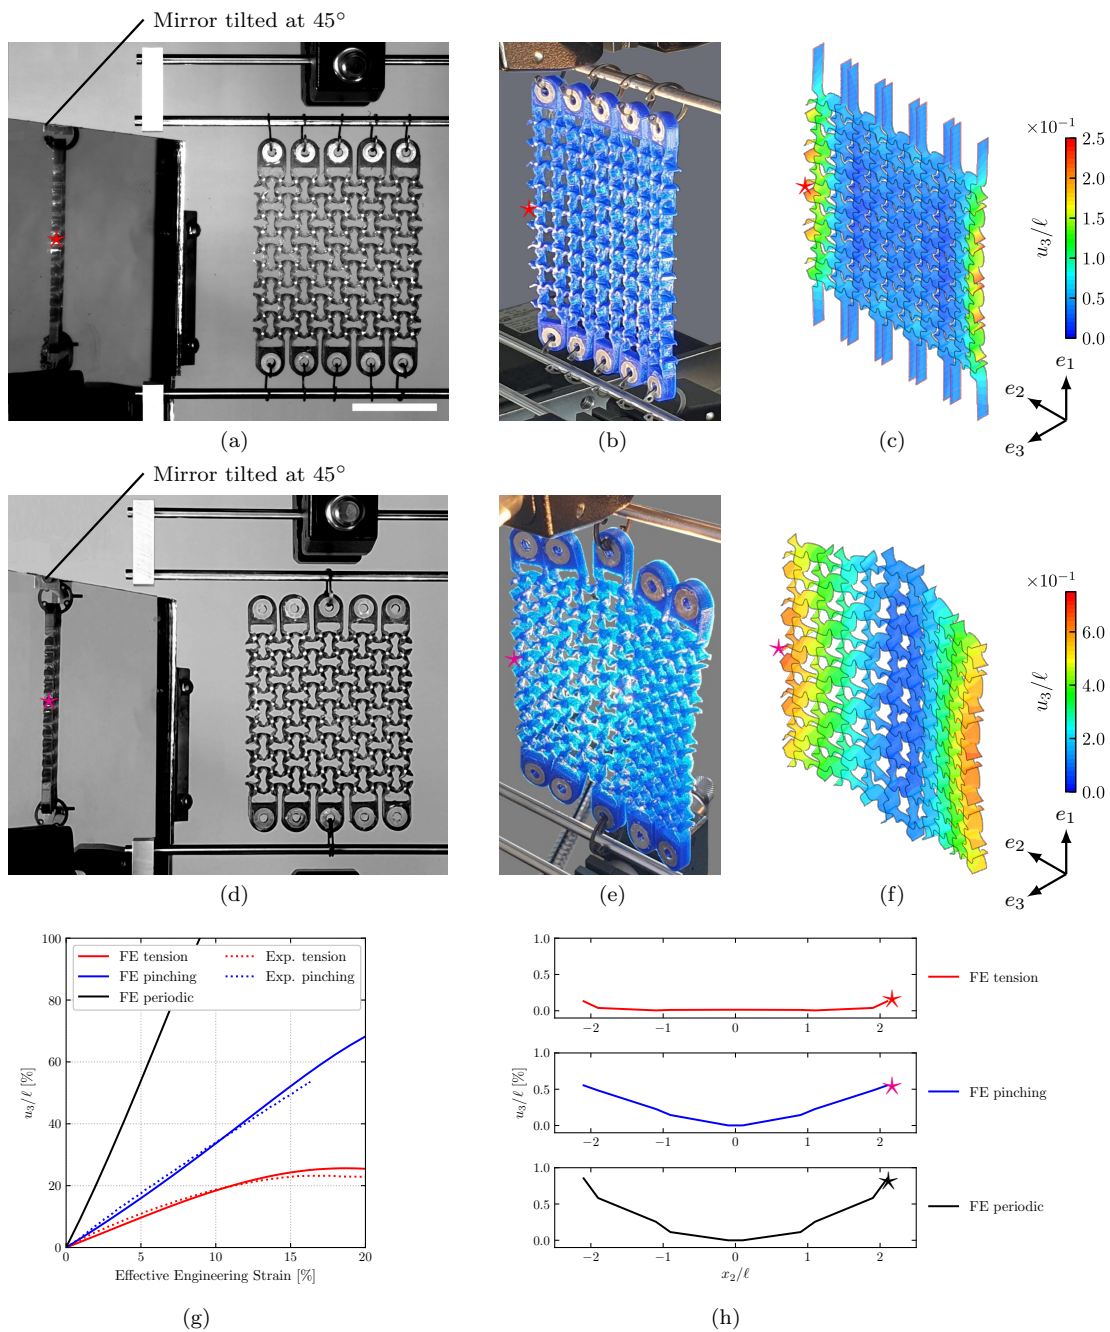 Mirror tilted at 45°
×10⁻¹
2.5
2.0
1.5
1.0
0.5
0.0
u₃/ℓ
e₁
e₂
e₃
(a)
(b)
(c)
Mirror tilted at 45°
×10⁻¹
6.0
4.0
2.0
0.0
u₃/ℓ
e₁
e₂
e₃
(d)
(e)
(f)
100
80
60
40
20
0
u₃/ℓ [%]
FE tension
FE pinching
FE periodic
Exp. tension
Exp. pinching
0 5 10 15 20
Effective Engineering Strain [%]
(g)
1.0
0.5
0.0
−2 −1 0 1 2
FE tension
1.0
0.5
0.0
u₃/ℓ [%]
−2 −1 0 1 2
FE pinching
1.0
0.5
0.0
−2 −1 0 1 2
FE periodic
x₂/ℓ
(h)